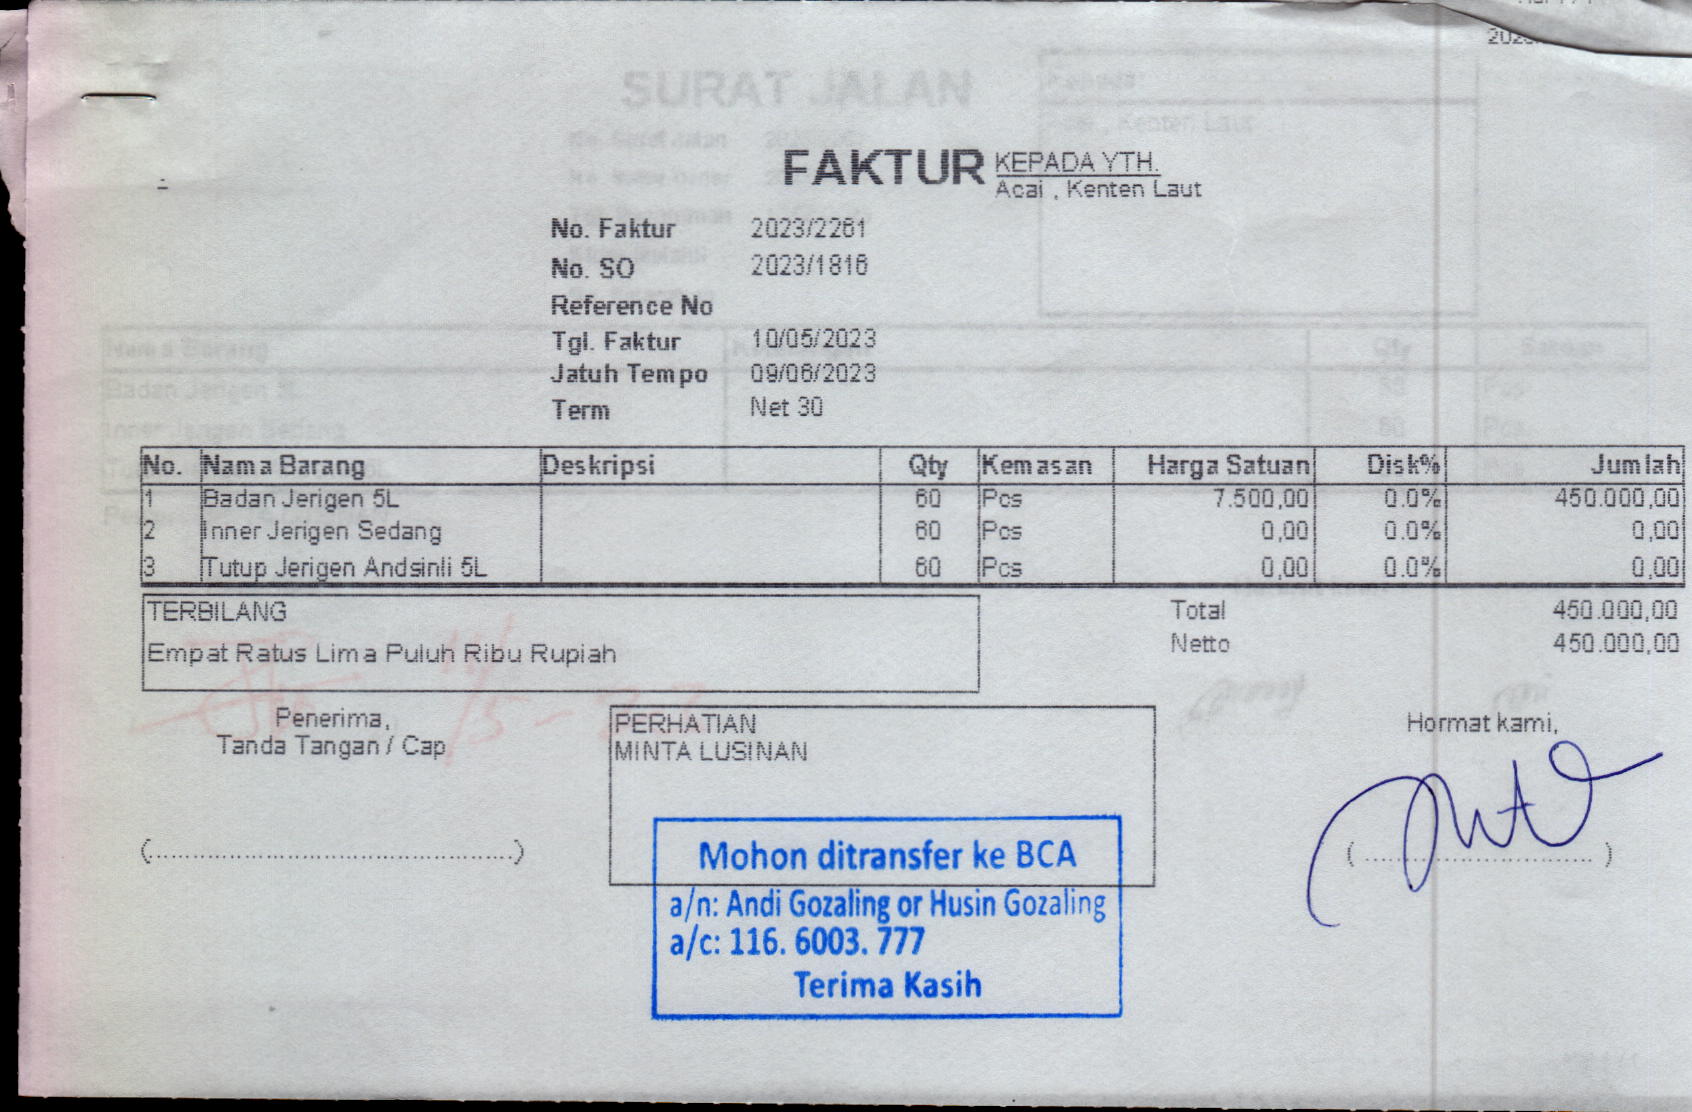 SURAT JALAN
FAKTUR KEPADA YTH.
Acai , Kenten Laut
No. Faktur 2023/2261
No. SO 2023/1816
Reference No
Tgl. Faktur 10/05/2023
Jatuh Tempo 09/06/2023
Term Net 30
No. Nama Barang Deskripsi Qty Kemasan Harga Satuan Disk% Jumlah
1 Badan Jerigen 5L 60 Pcs 7.500,00 0.0% 450.000,00
2 Inner Jerigen Sedang 60 Pcs 0,00 0.0% 0,00
3 Tutup Jerigen Andsinli 5L 60 Pcs 0,00 0.0% 0,00
TERBILANG Total 450.000,00
Empat Ratus Lima Puluh Ribu Rupiah Netto 450.000,00
Penerima,
Tanda Tangan / Cap
PERHATIAN
MINTA LUSINAN
Hormat kami,
(................................................)
( .............................. )
Mohon ditransfer ke BCA
a/n: Andi Gozaling or Husin Gozaling
a/c: 116. 6003. 777
Terima Kasih